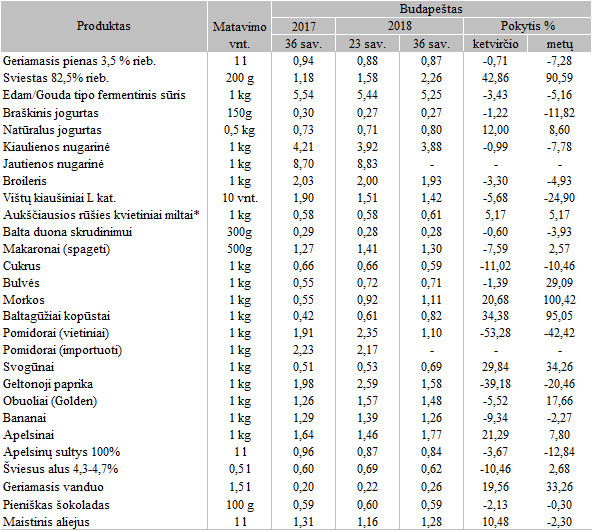 Produktas Matavimo vnt. Budapeštas
2017 2018 Pokytis %
36 sav. 23 sav. 36 sav. ketvirčio metų
Geriamasis pienas 3,5 % rieb. 1 l 0,94 0,88 0,87 -0,71 -7,28
Sviestas 82,5% rieb. 200 g 1,18 1,58 2,26 42,86 90,59
Edam/Gouda tipo fermentinis sūris 1 kg 5,54 5,44 5,25 -3,43 -5,16
Braškinis jogurtas 150g 0,30 0,27 0,27 -1,22 -11,82
Natūralus jogurtas 0,5 kg 0,73 0,71 0,80 12,00 8,60
Kiaulienos nugarinė 1 kg 4,21 3,92 3,88 -0,99 -7,78
Jautienos nugarinė 1 kg 8,70 8,83 - - -
Broileris 1 kg 2,03 2,00 1,93 -3,30 -4,93
Vištų kiaušiniai L kat. 10 vnt. 1,90 1,51 1,42 -5,68 -24,90
Aukščiausios rūšies kvietiniai miltai* 1 kg 0,58 0,58 0,61 5,17 5,17
Balta duona skrudinimui 300g 0,29 0,28 0,28 -0,60 -3,93
Makaronai (spageti) 500g 1,27 1,41 1,30 -7,59 2,57
Cukrus 1 kg 0,66 0,66 0,59 -11,02 -10,46
Bulvės 1 kg 0,55 0,72 0,71 -1,39 29,09
Morkos 1 kg 0,55 0,92 1,11 20,68 100,42
Baltagūžiai kopūstai 1 kg 0,42 0,61 0,82 34,38 95,05
Pomidorai (vietiniai) 1 kg 1,91 2,35 1,10 -53,28 -42,42
Pomidorai (importuoti) 1 kg 2,23 2,17 - - -
Svogūnai 1 kg 0,51 0,53 0,69 29,84 34,26
Geltonoji paprika 1 kg 1,98 2,59 1,58 -39,18 -20,46
Obuoliai (Golden) 1 kg 1,26 1,57 1,48 -5,52 17,66
Bananai 1 kg 1,29 1,39 1,26 -9,34 -2,27
Apelsinai 1 kg 1,64 1,46 1,77 21,29 7,80
Apelsinų sultys 100% 1 l 0,96 0,87 0,84 -3,67 -12,84
Šviesus alus 4,3-4,7% 0,5 l 0,60 0,69 0,62 -10,46 2,68
Geriamas vanduo 1,5 l 0,20 0,22 0,26 19,56 33,26
Pieniškas šokoladas 100 g 0,59 0,60 0,59 -2,13 -0,30
Maistinis aliejus 1 l 1,31 1,16 1,28 10,48 -2,30